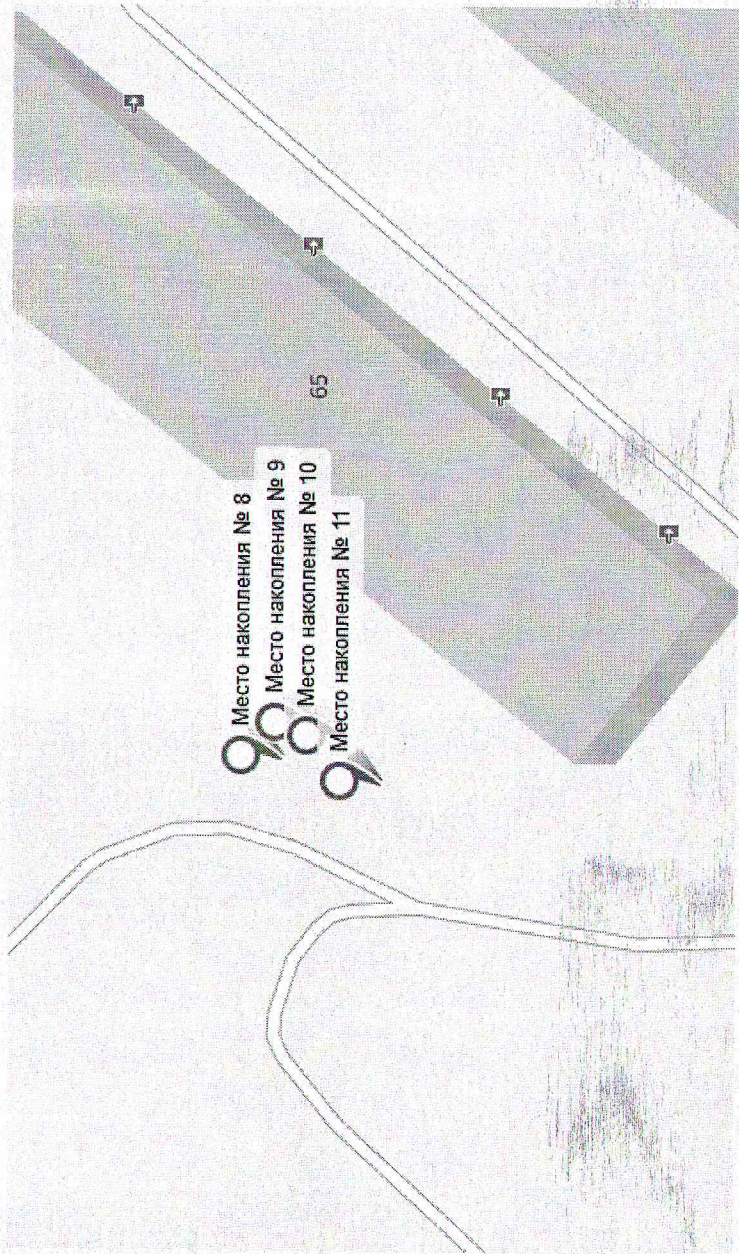 Место накопления № 8
Место накопления № 9
Место накопления № 10
Место накопления № 11
65